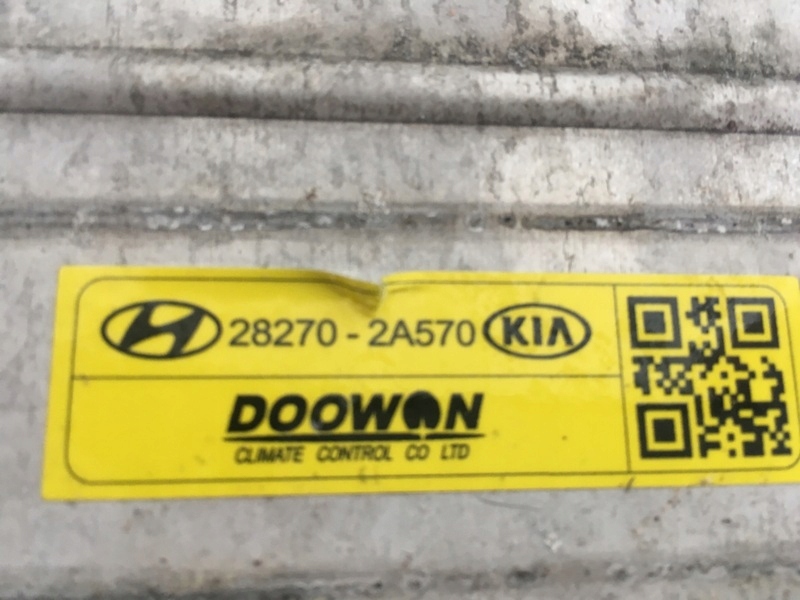 28270 - 2A570 KIA
DOOWON
CLIMATE CONTROL CO LTD